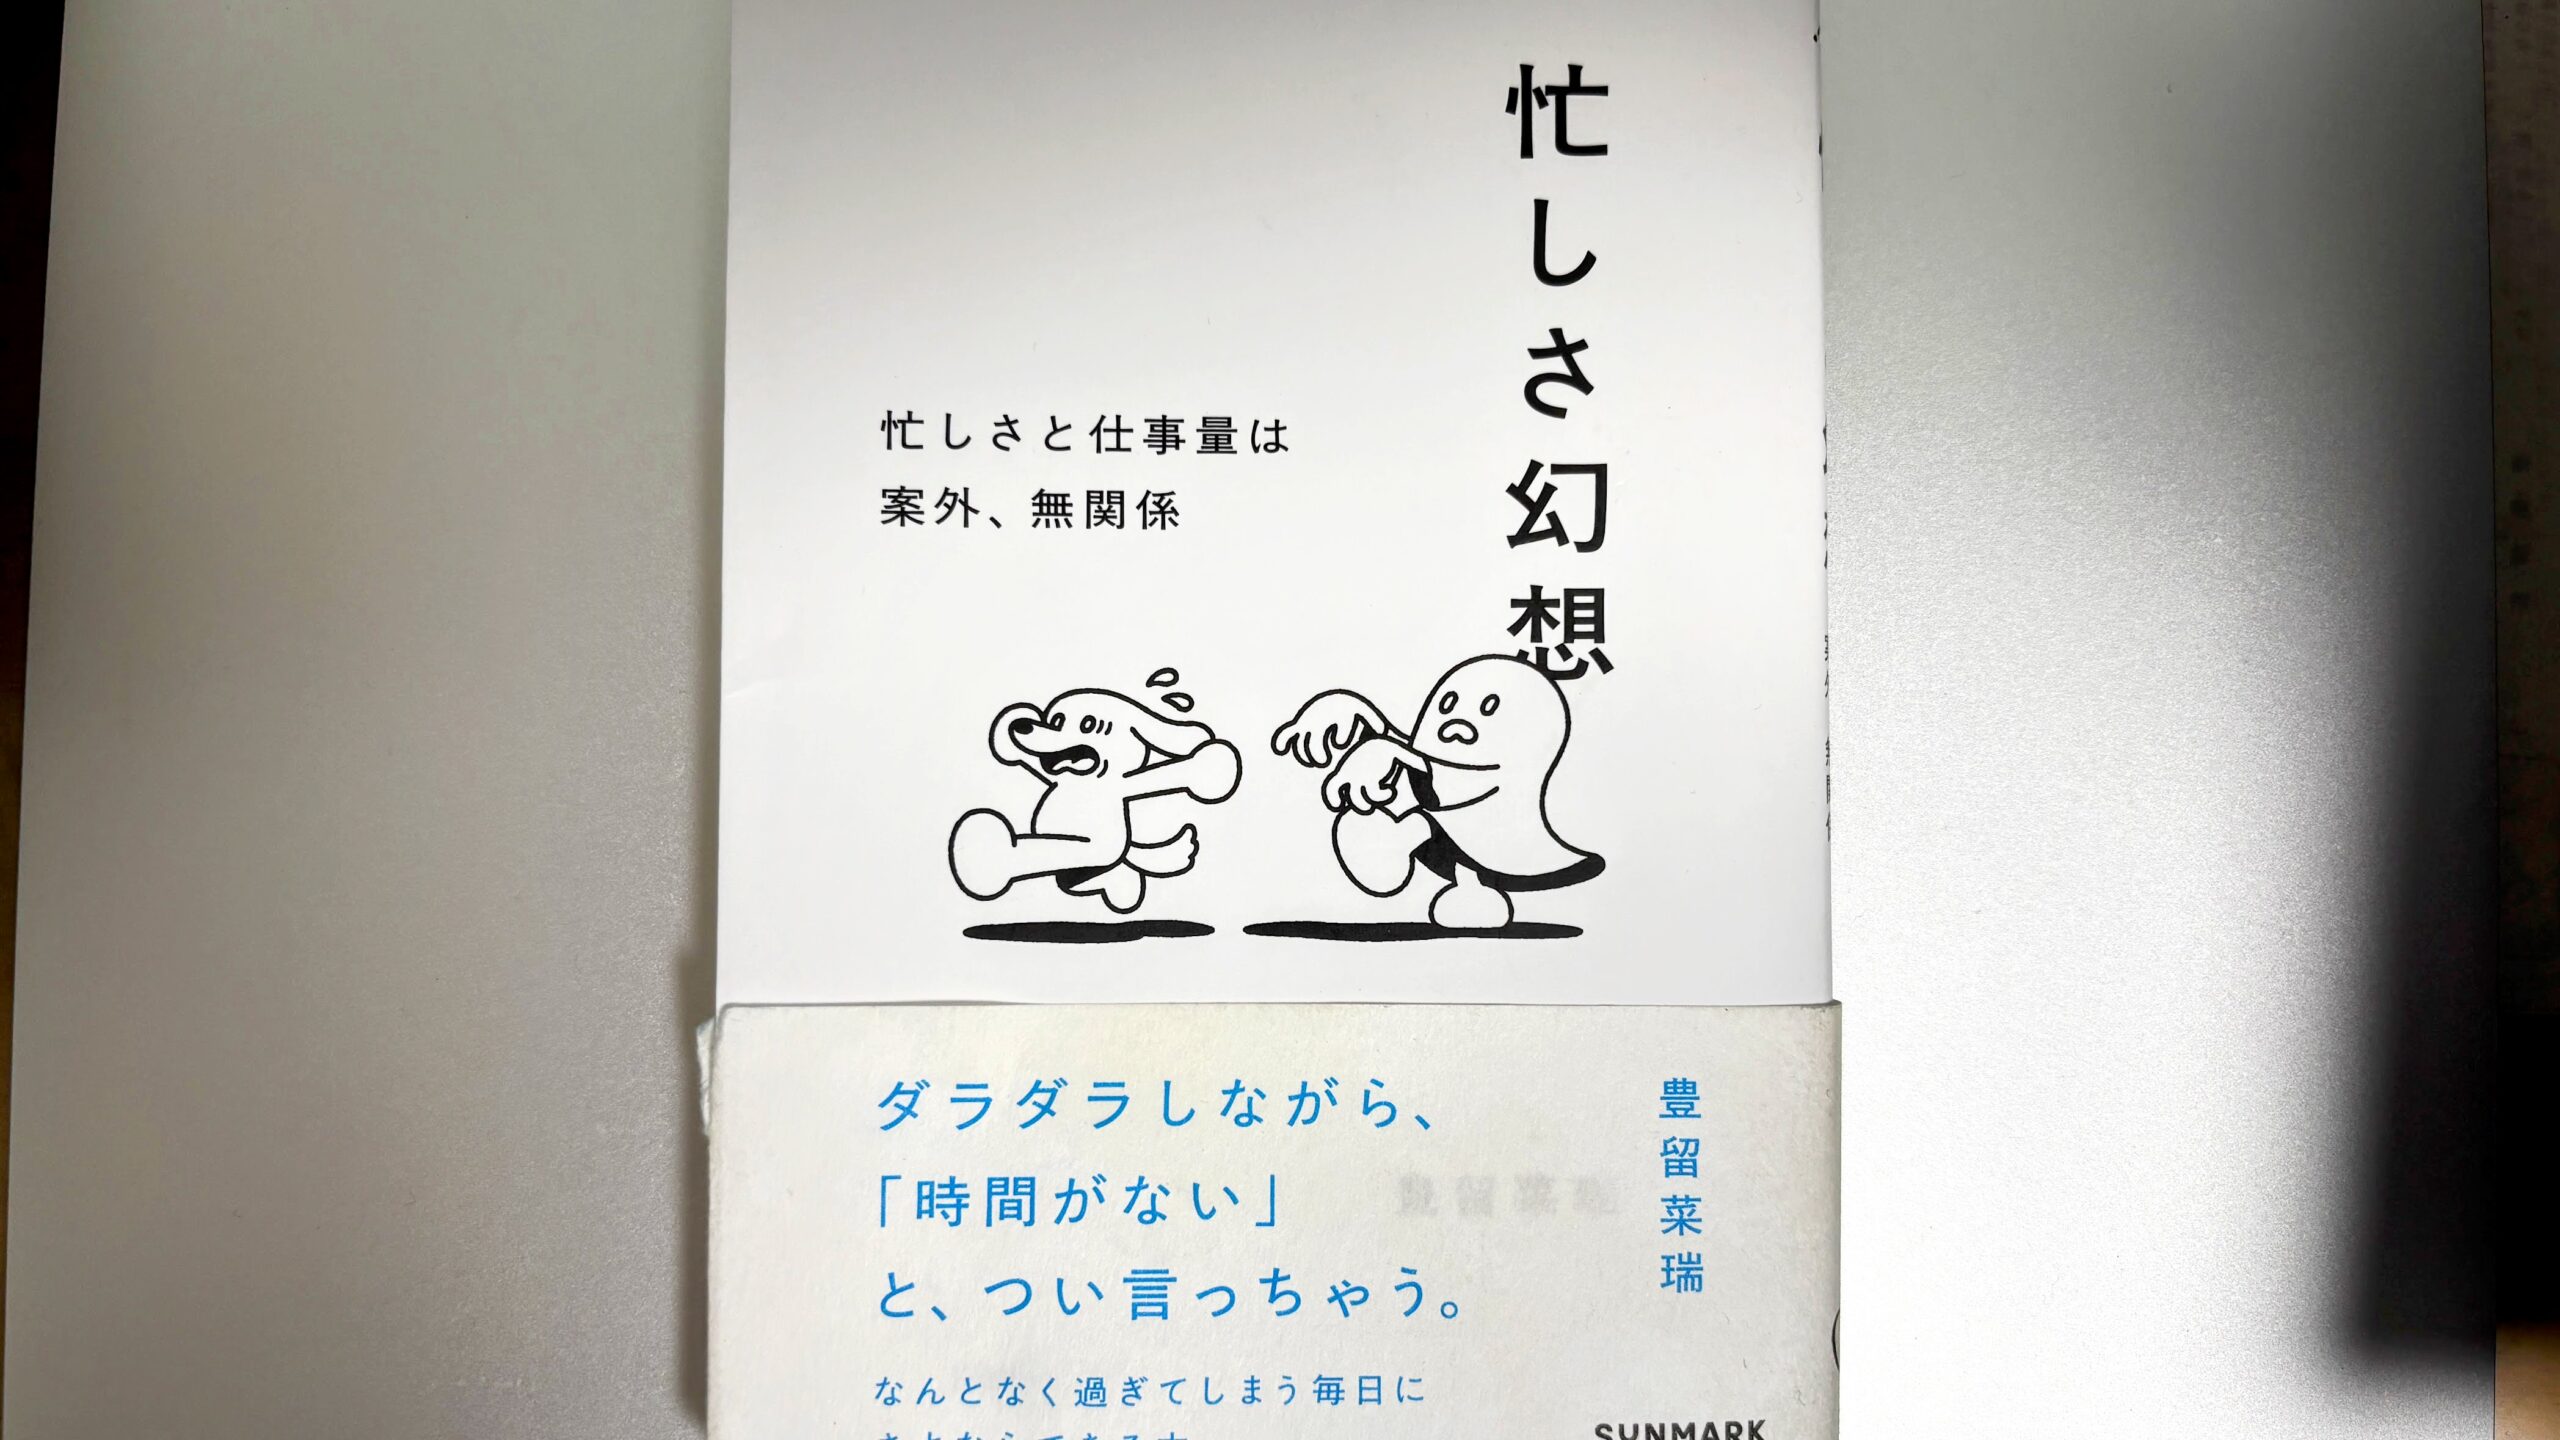 忙しさ幻想
忙しさと仕事量は
案外、無関係
豊留菜瑞
ダラダラしながら、
「時間がない」
と、つい言っちゃう。
なんとなく過ぎてしまう毎日に
SUNMARK